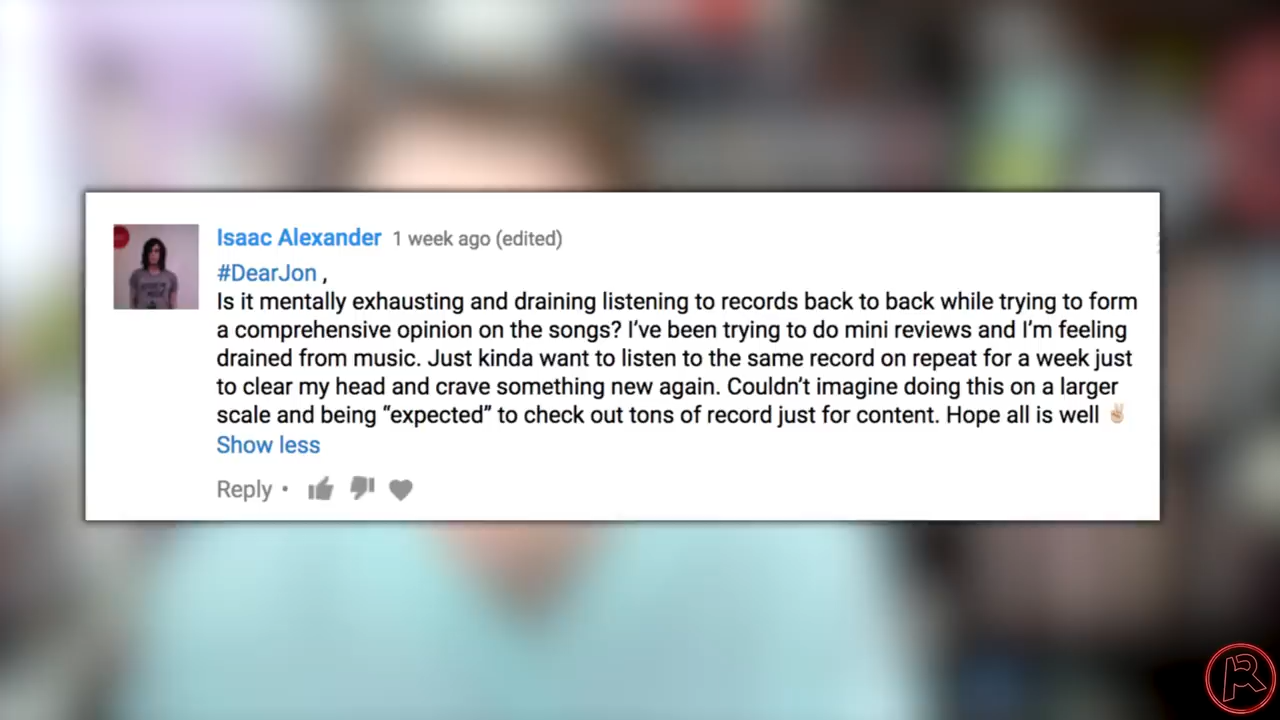 Isaac Alexander 1 week ago (edited)
#DearJon ,
Is it mentally exhausting and draining listening to records back to back while trying to form
a comprehensive opinion on the songs? I've been trying to do mini reviews and I'm feeling
drained from music. Just kinda want to listen to the same record on repeat for a week just
to clear my head and crave something new again. Couldn't imagine doing this on a larger
scale and being “expected” to check out tons of record just for content. Hope all is well ✌🏼
Show less
Reply •